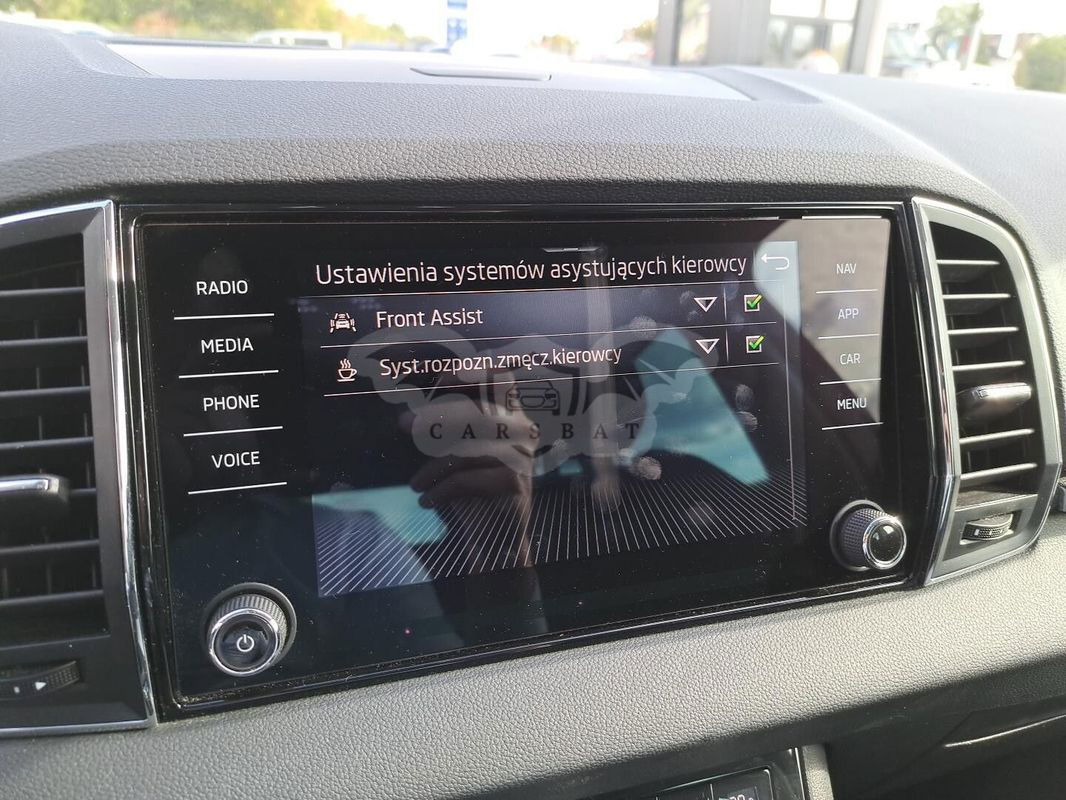 Ustawienia systemów asystujących kierowcy
Front Assist
Syst.rozpozn.zmęcz.kierowcy
RADIO
MEDIA
PHONE
VOICE
NAV
APP
CAR
MENU
CARSBAT